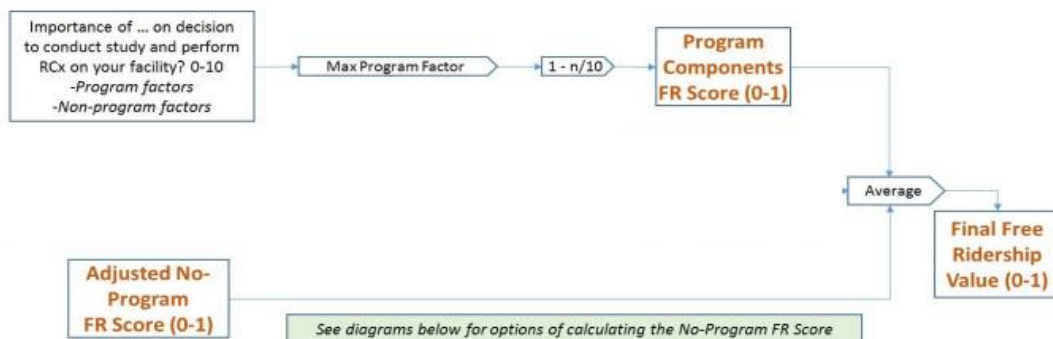 Importance of ... on decision
to conduct study and perform
RCx on your facility? 0-10
-Program factors
-Non-program factors
Max Program Factor
1 - n/10
Program
Components
FR Score (0-1)
Average
Final Free
Ridership
Value (0-1)
Adjusted No-
Program
FR Score (0-1)
See diagrams below for options of calculating the No-Program FR Score